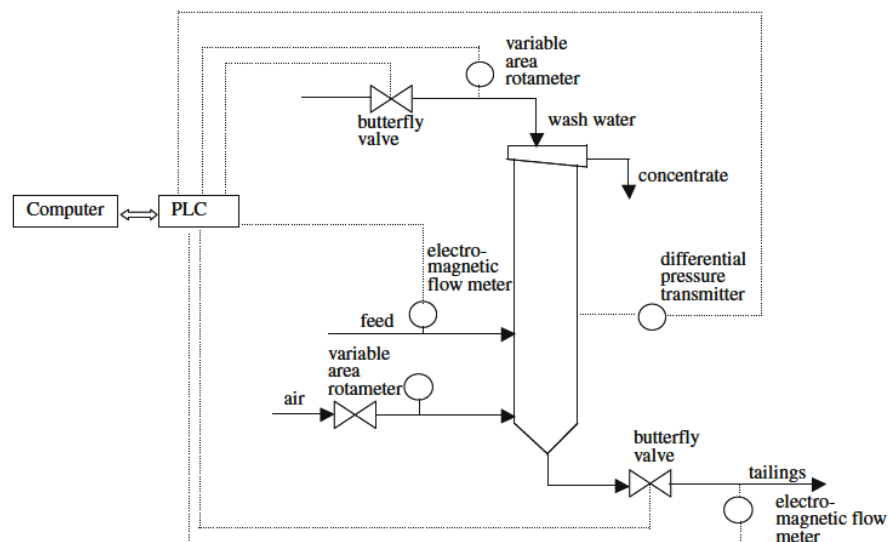 variable
area
rotameter
butterfly
valve
wash water
concentrate
Computer
PLC
electro-
magnetic
flow meter
differential
pressure
transmitter
feed
variable
area
rotameter
air
butterfly
valve
tailings
electro-
magnetic flow
meter